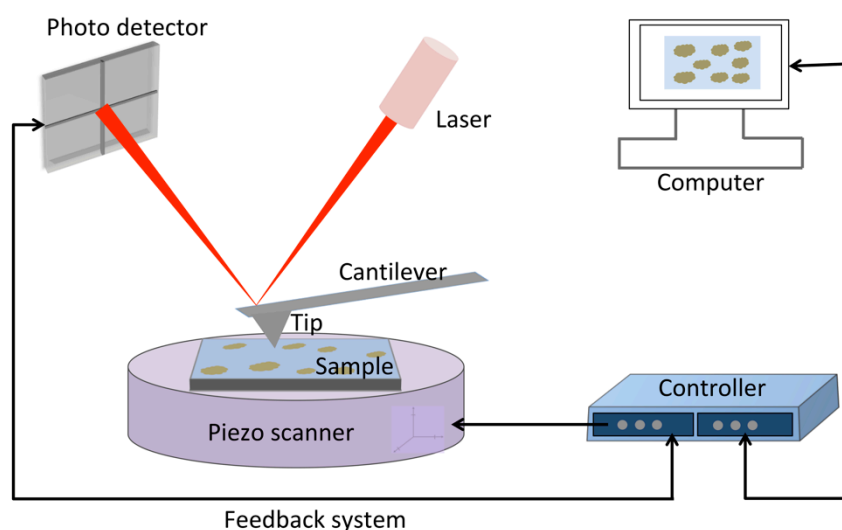 Photo detector
Laser
Computer
Cantilever
Tip
Sample
Controller
Piezo scanner
Feedback system